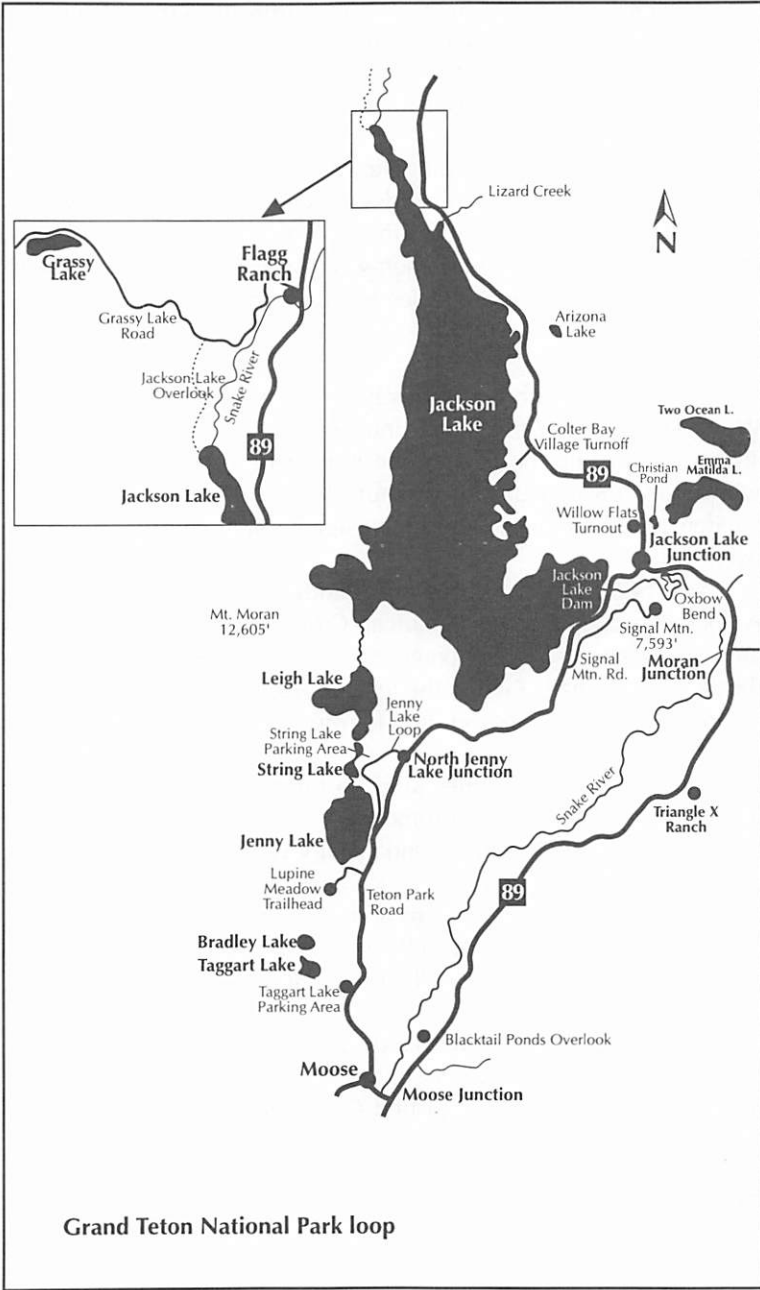 Lizard Creek
N
Grassy
Lake
Flagg
Ranch
Grassy Lake
Road
Jackson Lake
Overlook
Snake River
89
Jackson Lake
Arizona
Lake
Jackson
Lake
Two Ocean L.
Colter Bay
Village Turnoff
89
Christian
Pond
Emma
Matilda L.
Willow Flats
Turnout
Jackson Lake
Junction
Jackson
Lake
Dam
Oxbow
Bend
Mt. Moran
12,605'
Signal Mtn.
7,593'
Signal
Mtn. Rd.
Moran
Junction
Leigh Lake
Jenny
Lake
Loop
String Lake
Parking Area
String Lake
North Jenny
Lake Junction
Snake River
Triangle X
Ranch
Jenny Lake
Lupine
Meadow
Trailhead
Teton Park
Road
89
Bradley Lake
Taggart Lake
Taggart Lake
Parking Area
Blacktail Ponds Overlook
Moose
Moose Junction
Grand Teton National Park loop